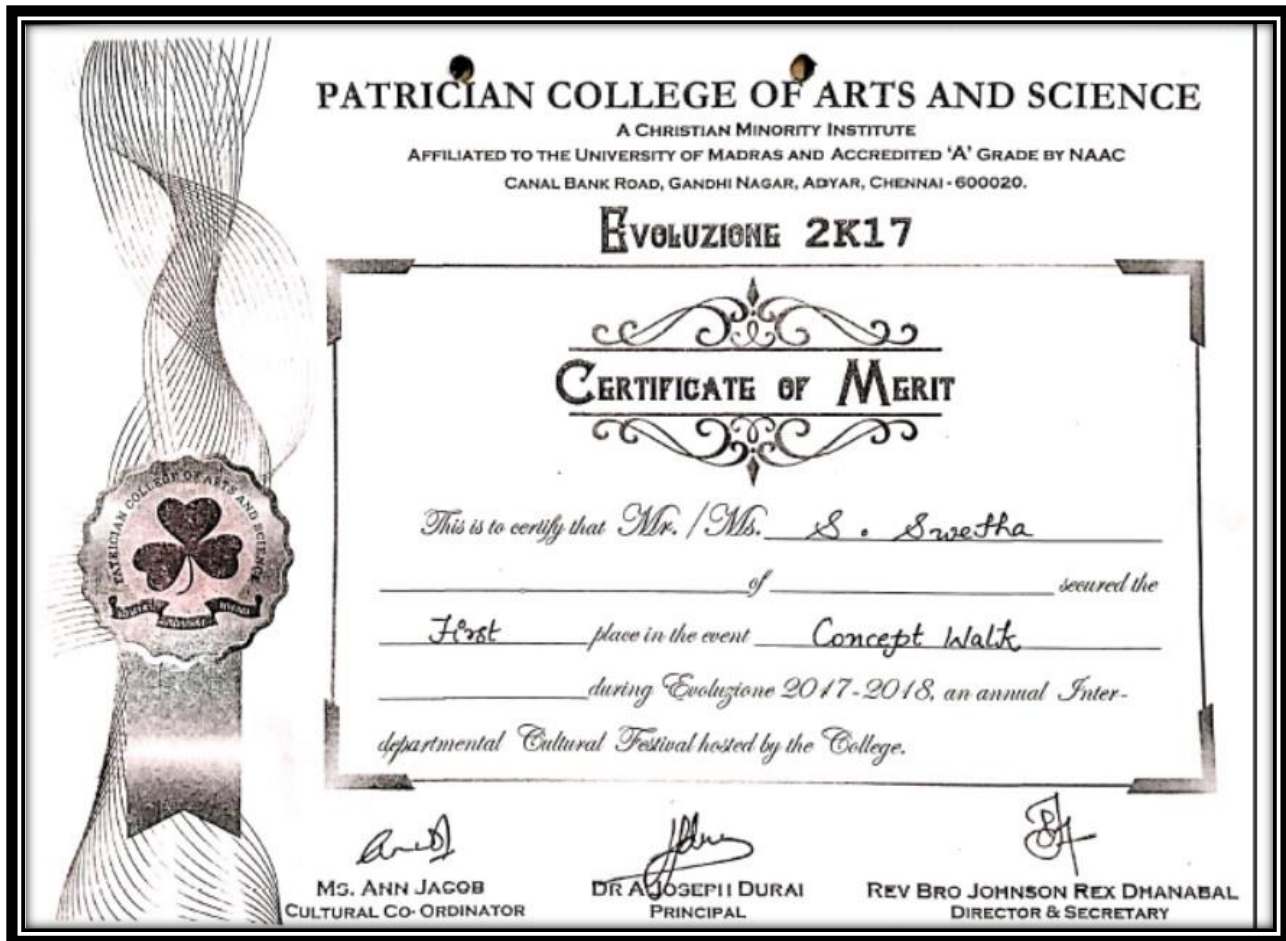 PATRICIAN COLLEGE OF ARTS AND SCIENCE
A CHRISTIAN MINORITY INSTITUTE
AFFILIATED TO THE UNIVERSITY OF MADRAS AND ACCREDITED 'A' GRADE BY NAAC
CANAL BANK ROAD, GANDHI NAGAR, ADYAR, CHENNAI - 600020.
EVOLUZIONE 2K17
CERTIFICATE OF MERIT
This is to certify that Mr. / Ms. S. Swetha
of secured the
First place in the event Concept Walk
during Evoluzione 2017-2018, an annual Inter-
departmental Cultural Festival hosted by the College.
PATRICIAN COLLEGE OF ARTS AND SCIENCE
MS. ANN JACOB
CULTURAL CO-ORDINATOR
DR A JOSEPH DURAI
PRINCIPAL
REV BRO JOHNSON REX DHANABAL
DIRECTOR & SECRETARY